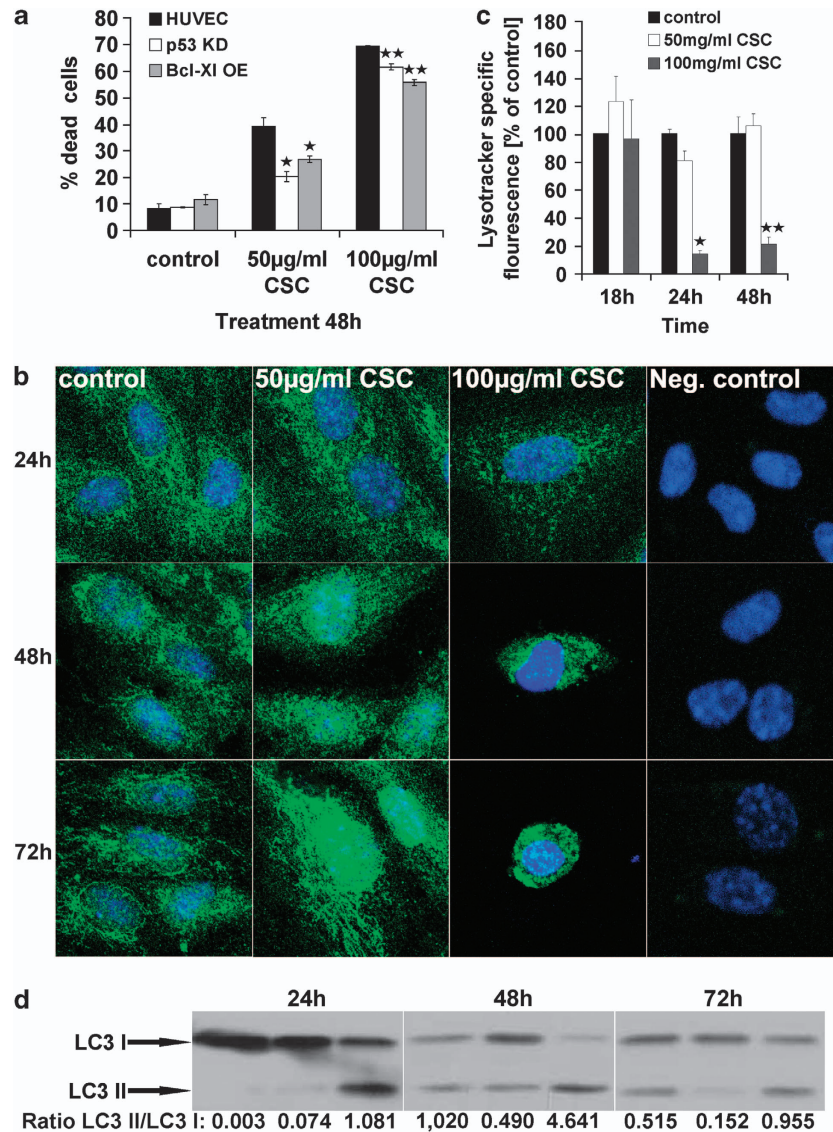 a
HUVEC
p53 KD
Bcl-Xl OE
% dead cells
80
70
60
50
40
30
20
10
0
★ ★
★★ ★★
control
50µg/ml CSC
100µg/ml CSC
Treatment 48h
c
control
50mg/ml CSC
100mg/ml CSC
Lysotracker specific
flourescence [% of control]
180
160
140
120
100
80
60
40
20
0
★
★★
18h 24h 48h
Time
b
control 50µg/ml CSC 100µg/ml CSC Neg. control
24h
48h
72h
d
24h 48h 72h
LC3 I
LC3 II
Ratio LC3 II/LC3 I: 0.003 0.074 1.081 1,020 0.490 4.641 0.515 0.152 0.955